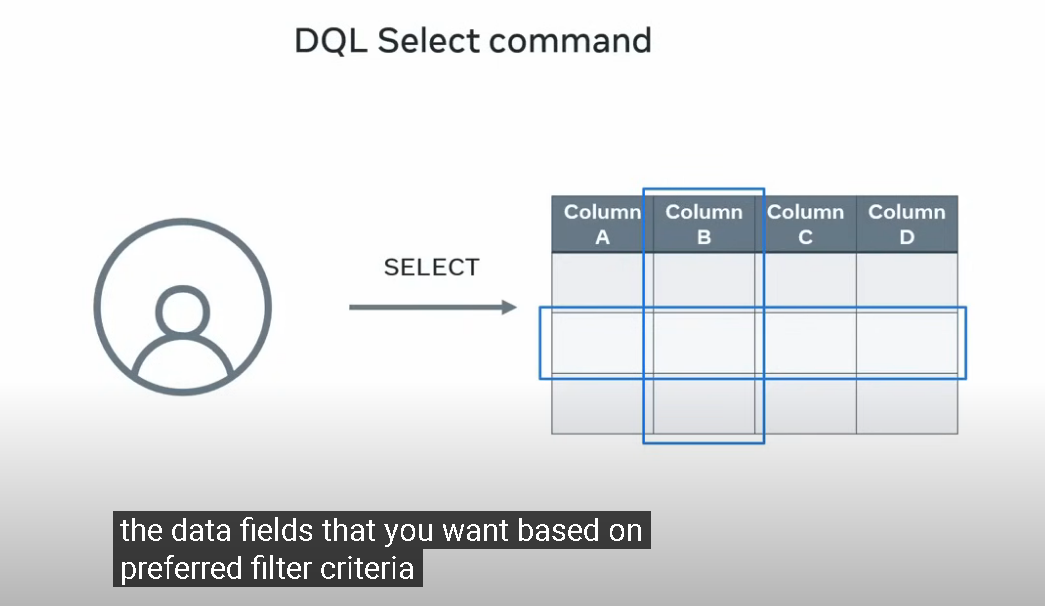 DQL Select command
SELECT
Column A
Column B
Column C
Column D
the data fields that you want based on
preferred filter criteria